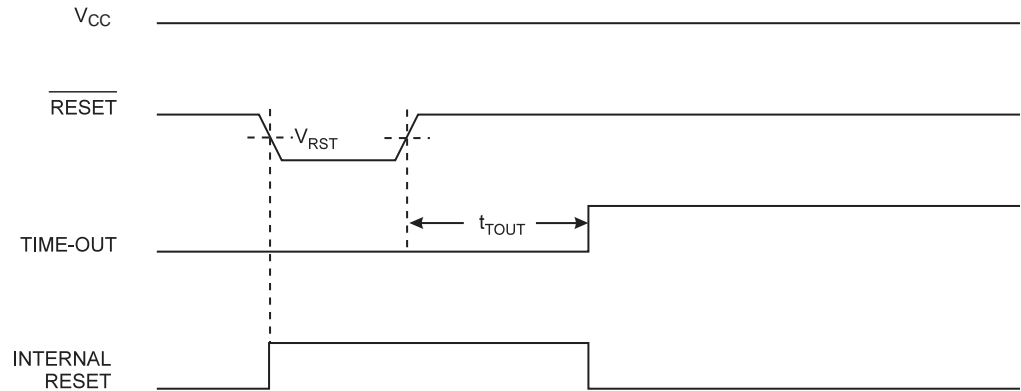 VCC
RESET
VRST
tTOUT
TIME-OUT
INTERNAL
RESET